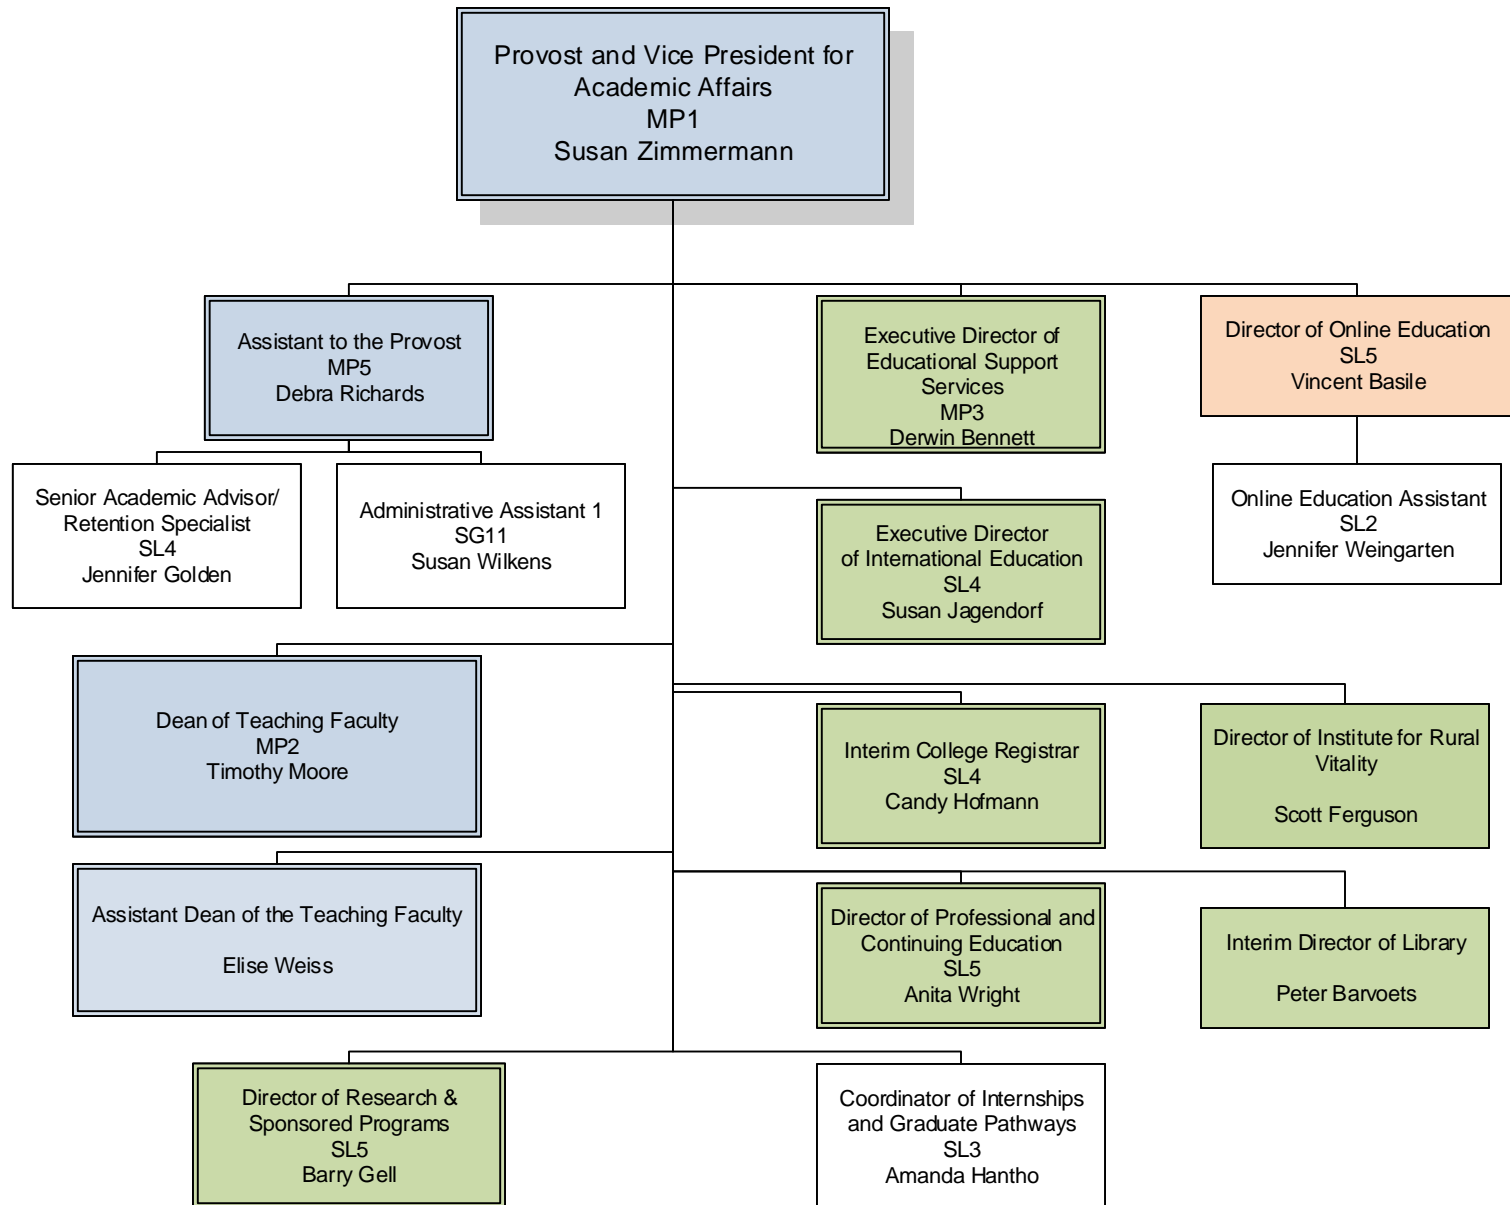 Provost and Vice President for
Academic Affairs
MP1
Susan Zimmermann
Assistant to the Provost
MP5
Debra Richards
Executive Director of
Educational Support
Services
MP3
Derwin Bennett
Director of Online Education
SL5
Vincent Basile
Senior Academic Advisor/
Retention Specialist
SL4
Jennifer Golden
Administrative Assistant 1
SG11
Susan Wilkens
Executive Director
of International Education
SL4
Susan Jagendorf
Online Education Assistant
SL2
Jennifer Weingarten
Dean of Teaching Faculty
MP2
Timothy Moore
Interim College Registrar
SL4
Candy Hofmann
Director of Institute for Rural
Vitality
Scott Ferguson
Assistant Dean of the Teaching Faculty
Elise Weiss
Director of Professional and
Continuing Education
SL5
Anita Wright
Interim Director of Library
Peter Barvoets
Director of Research &
Sponsored Programs
SL5
Barry Gell
Coordinator of Internships
and Graduate Pathways
SL3
Amanda Hantho